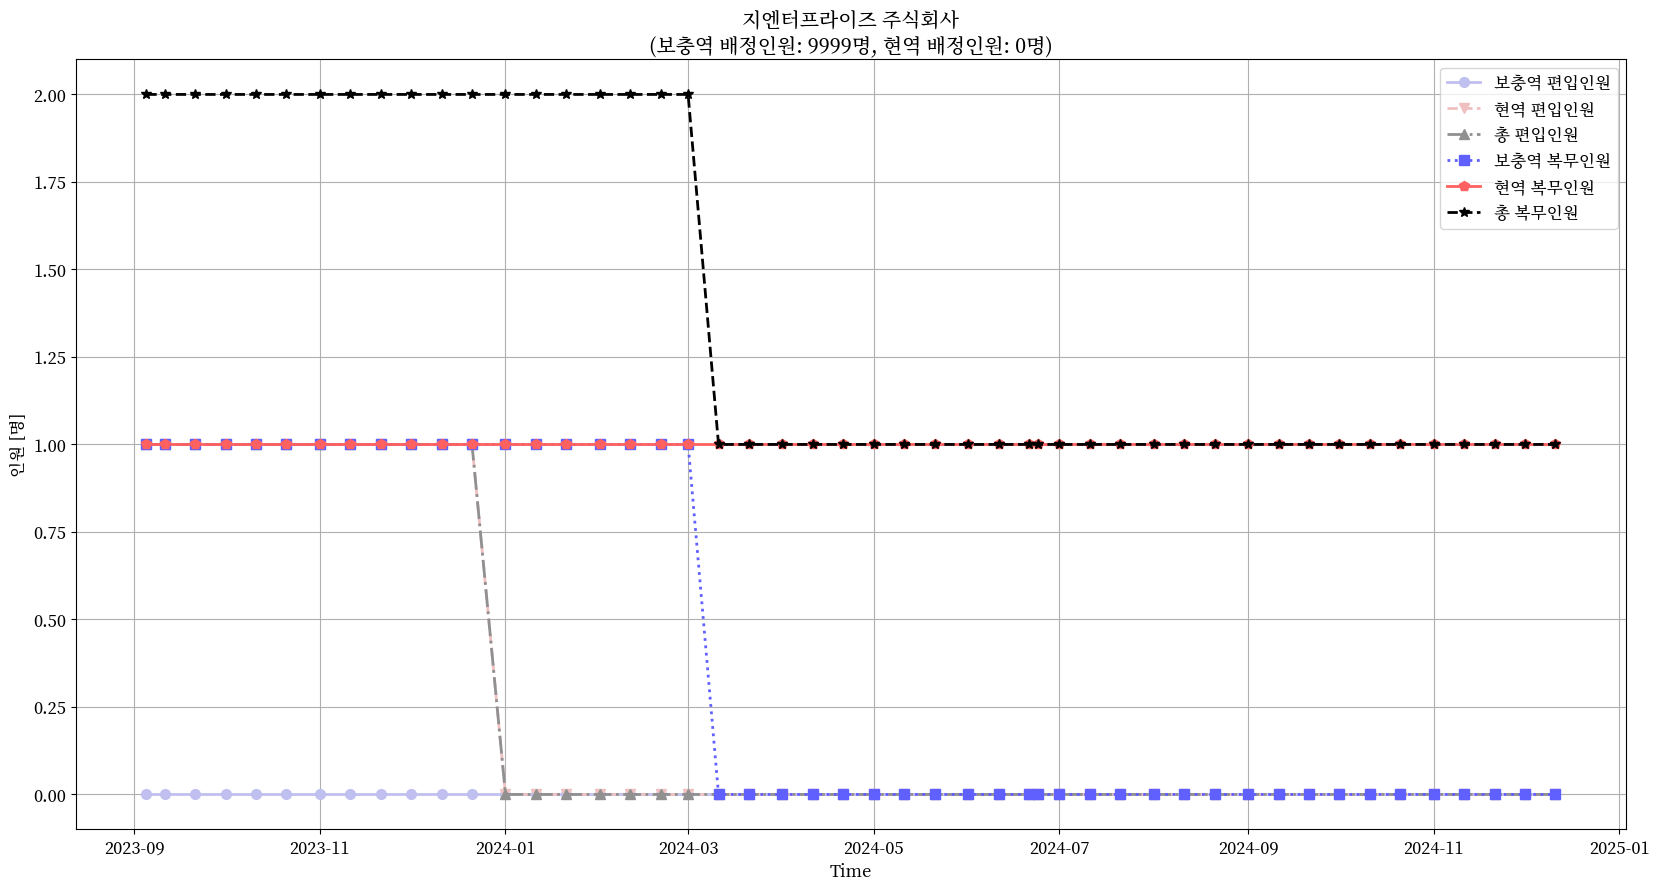 지엔터프라이즈 주식회사
(보충역 배정인원: 9999명, 현역 배정인원: 0명)
보충역 편입인원
현역 편입인원
총 편입인원
보충역 복무인원
현역 복무인원
총 복무인원
인원 [명]
2.00
1.75
1.50
1.25
1.00
0.75
0.50
0.25
0.00
2023-09
2023-11
2024-01
2024-03
2024-05
2024-07
2024-09
2024-11
2025-01
Time